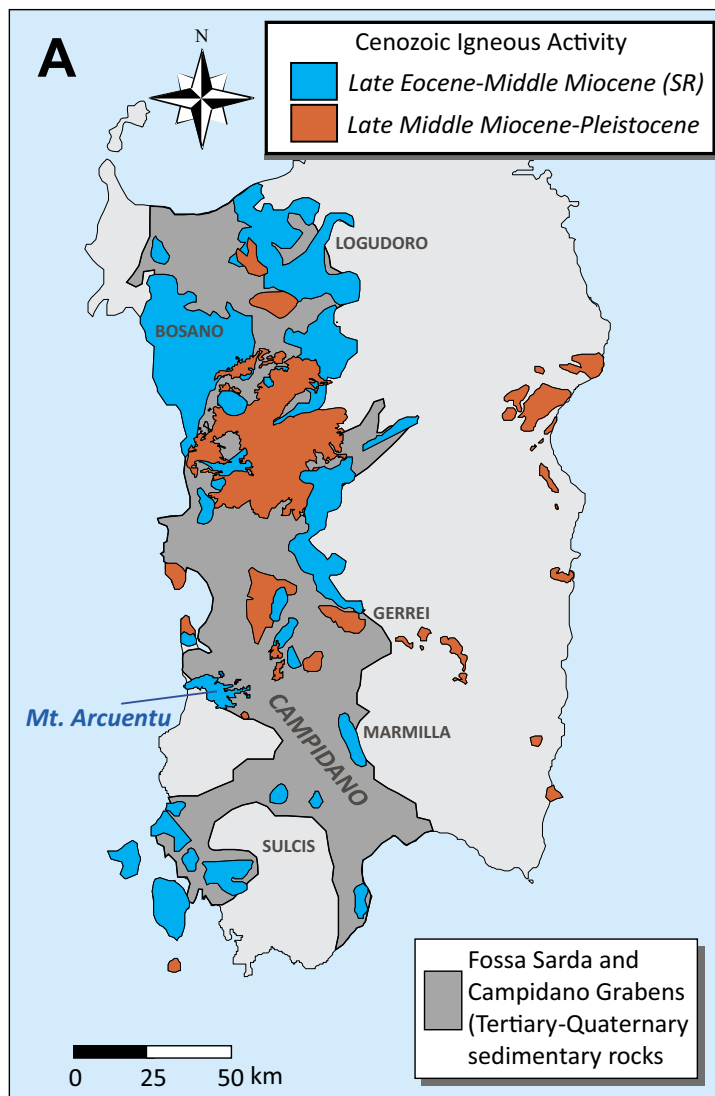 A
N
Cenozoic Igneous Activity
Late Eocene-Middle Miocene (SR)
Late Middle Miocene-Pleistocene
LOGUDORO
BOSANO
GERREI
Mt. Arcuentu
CAMPIDANO
MARMILLA
SULCIS
Fossa Sarda and
Campidano Grabens
(Tertiary-Quaternary
sedimentary rocks
0 25 50 km